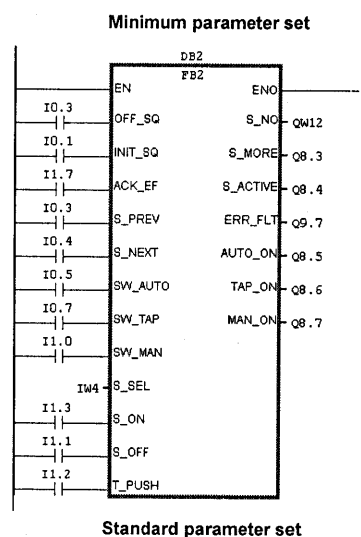 Minimum parameter set
DB2
FB2
EN ENO
I0.3 OFF_SQ S_NO QW12
I0.1 INIT_SQ S_MORE Q8.3
I1.7 ACK_EF S_ACTIVE Q8.4
I0.3 S_PREV ERR_FLT Q9.7
I0.4 S_NEXT AUTO_ON Q8.5
I0.5 SW_AUTO TAP_ON Q8.6
I0.7 SW_TAP MAN_ON Q8.7
I1.0 SW_MAN
IW4 S_SEL
I1.3 S_ON
I1.1 S_OFF
I1.2 T_PUSH
Standard parameter set